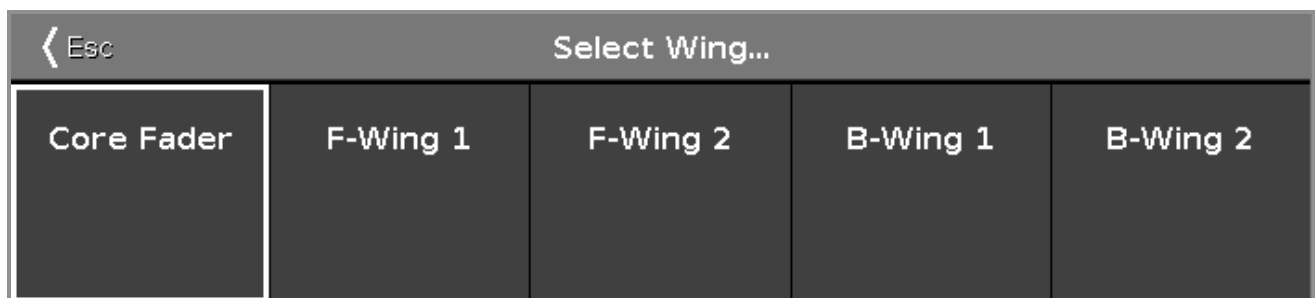 Esc Select Wing...
Core Fader F-Wing 1 F-Wing 2 B-Wing 1 B-Wing 2